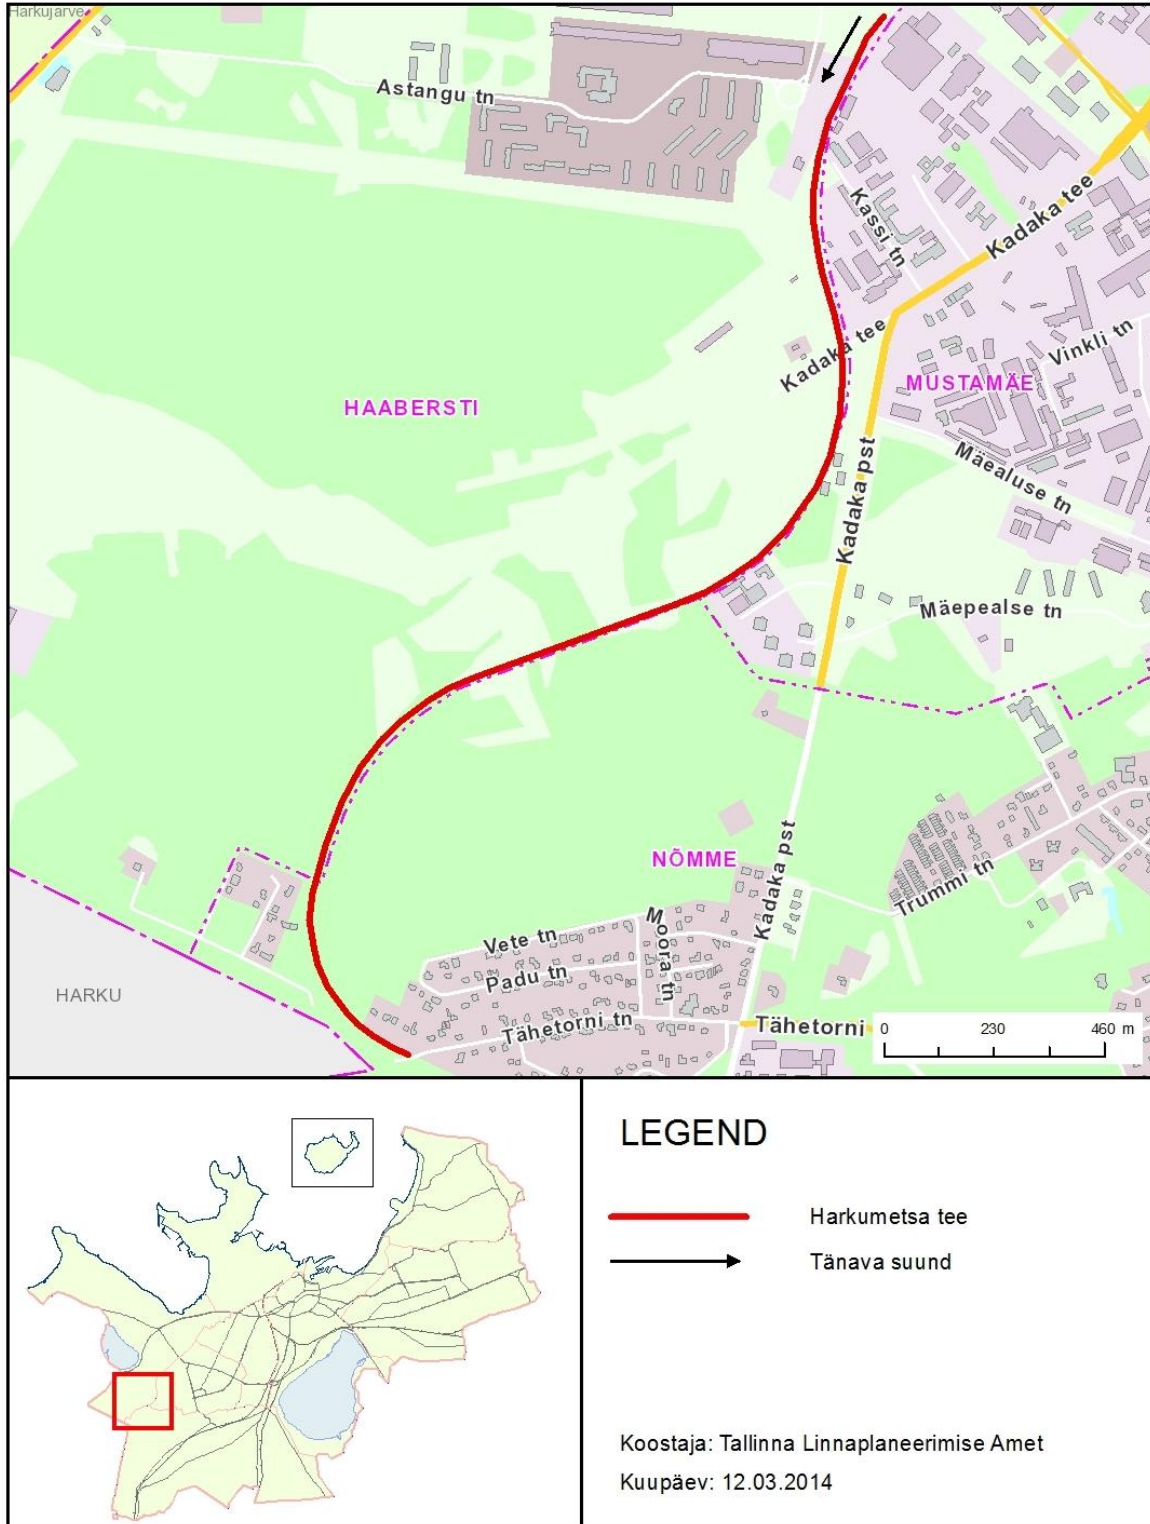 Harkujärve
Astangu tn
Kassi tn
Kadaka tee
Kadaka tee
Vinkli tn
MUSTAMÄE
HAABERSTI
Mäealuse tn
Kadaka pst
Mäepealse tn
NÕMME
Kadaka pst
Trummi tn
Vete tn
Moora tn
Padu tn
HARKU
Tähetorni tn
Tähetorni
0 230 460 m
LEGEND
Harkumetsa tee
Tänava suund
Koostaja: Tallinna Linnaplaneerimise Amet
Kuupäev: 12.03.2014